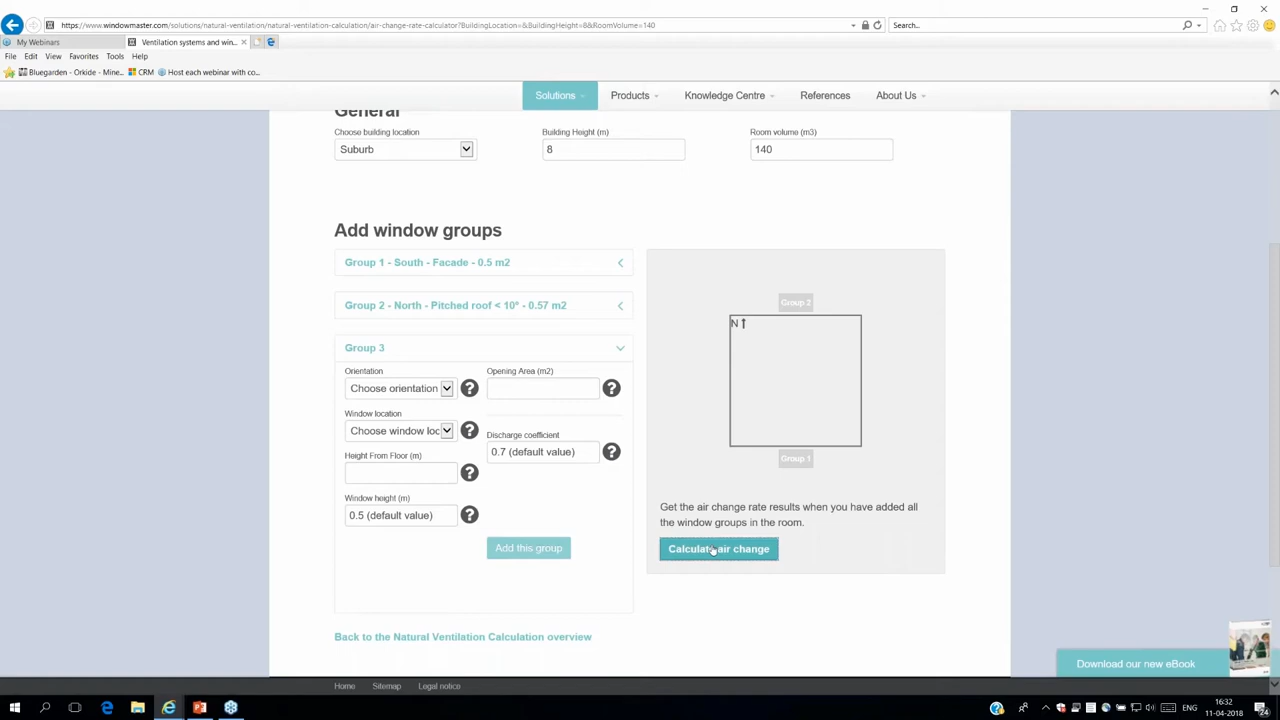 https://www.windowmaster.com/solutions/natural-ventilation/natural-ventilation-calculation/air-change-rate-calculator?BuildingLocation=&BuildingHeight=8&RoomVolume=140
Search...
My Webinars
Ventilation systems and win...
File Edit View Favorites Tools Help
Bluegarden - Orkide - Mine... CRM Host each webinar with co...
Solutions Products Knowledge Centre References About Us
General
Choose building location Building Height (m) Room volume (m3)
Suburb 8 140
Add window groups
Group 1 - South - Facade - 0.5 m2
Group 2 - North - Pitched roof < 10° - 0.57 m2
Group 3
Orientation Opening Area (m2)
Choose orientation
Window location
Choose window loc
Discharge coefficient
0.7 (default value)
Height From Floor (m)
Window height (m)
0.5 (default value)
Add this group
Group 2
N
Group 1
Get the air change rate results when you have added all
the window groups in the room.
Calculate air change
Back to the Natural Ventilation Calculation overview
Download our new eBook
Home Sitemap Legal notice
ENG
16:32
11-04-2018
24